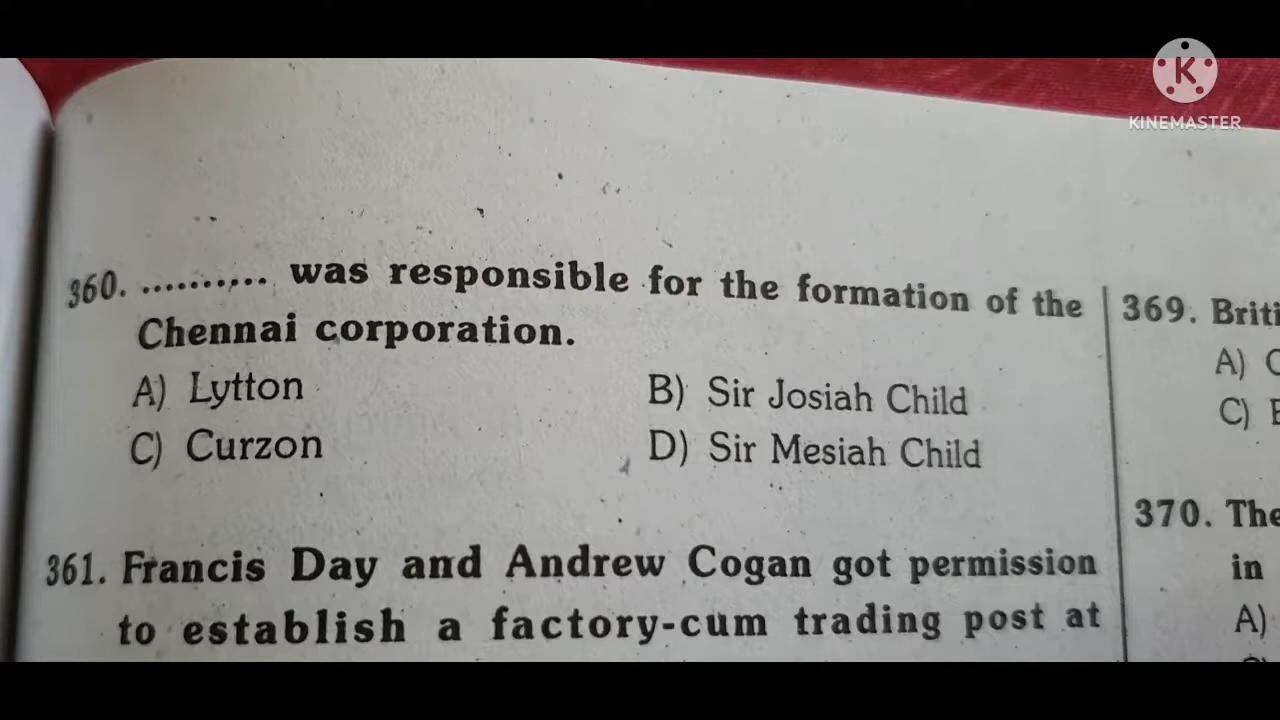 KINEMASTER
360. .......... was responsible for the formation of the
Chennai corporation.
A) Lytton
B) Sir Josiah Child
C) Curzon
D) Sir Mesiah Child
361. Francis Day and Andrew Cogan got permission
to establish a factory-cum trading post at
369. Briti
A)
C)
370. The
in
A)